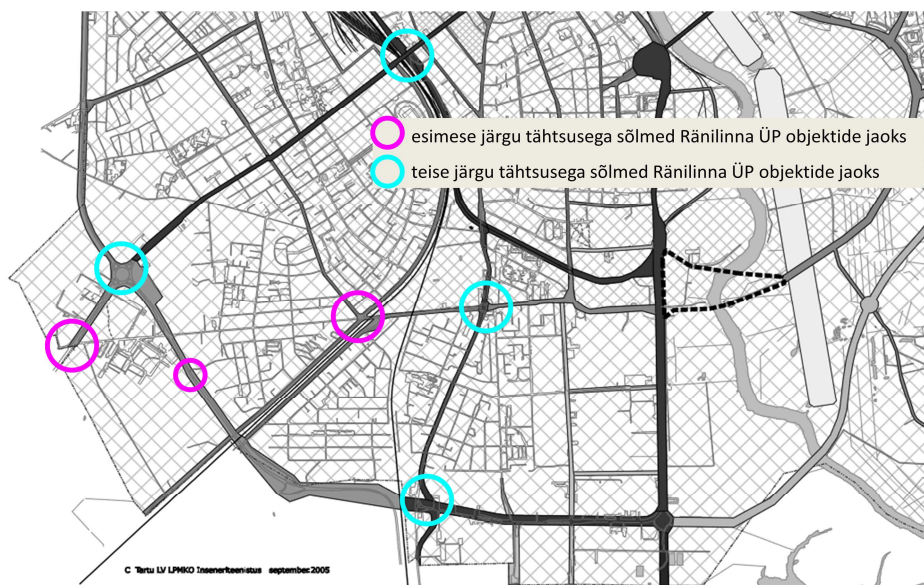 esimese järgu tähtsusega sõlmed Ränilinna ÜP objektide jaoks
teise järgu tähtsusega sõlmed Ränilinna ÜP objektide jaoks
C Tartu LV LPMKO Inseneriteenistus september.2005